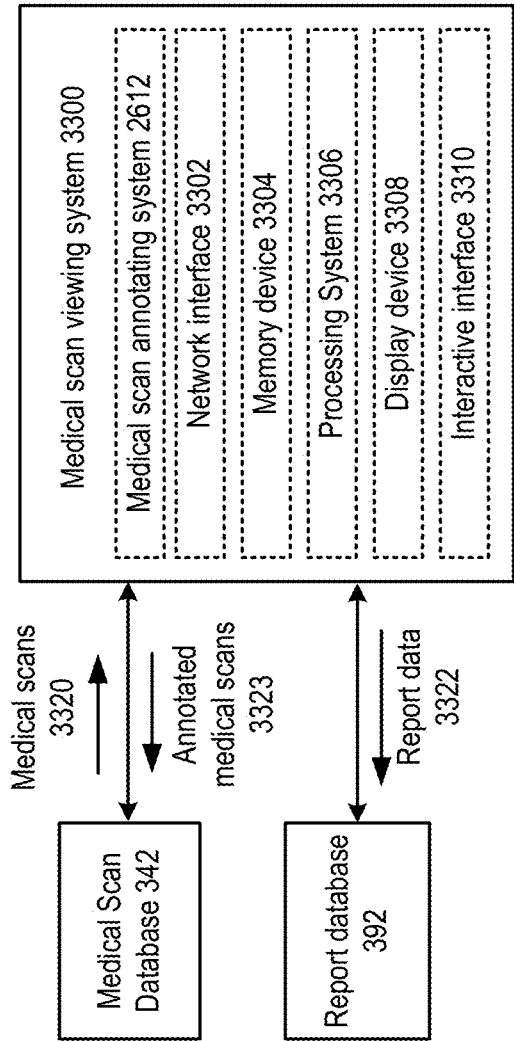 Medical Scan
Database 342
Report database
392
Medical scans
3320
Annotated
medical scans
3323
Report data
3322
Medical scan viewing system 3300
Medical scan annotating system 2612
Network interface 3302
Memory device 3304
Processing System 3306
Display device 3308
Interactive interface 3310